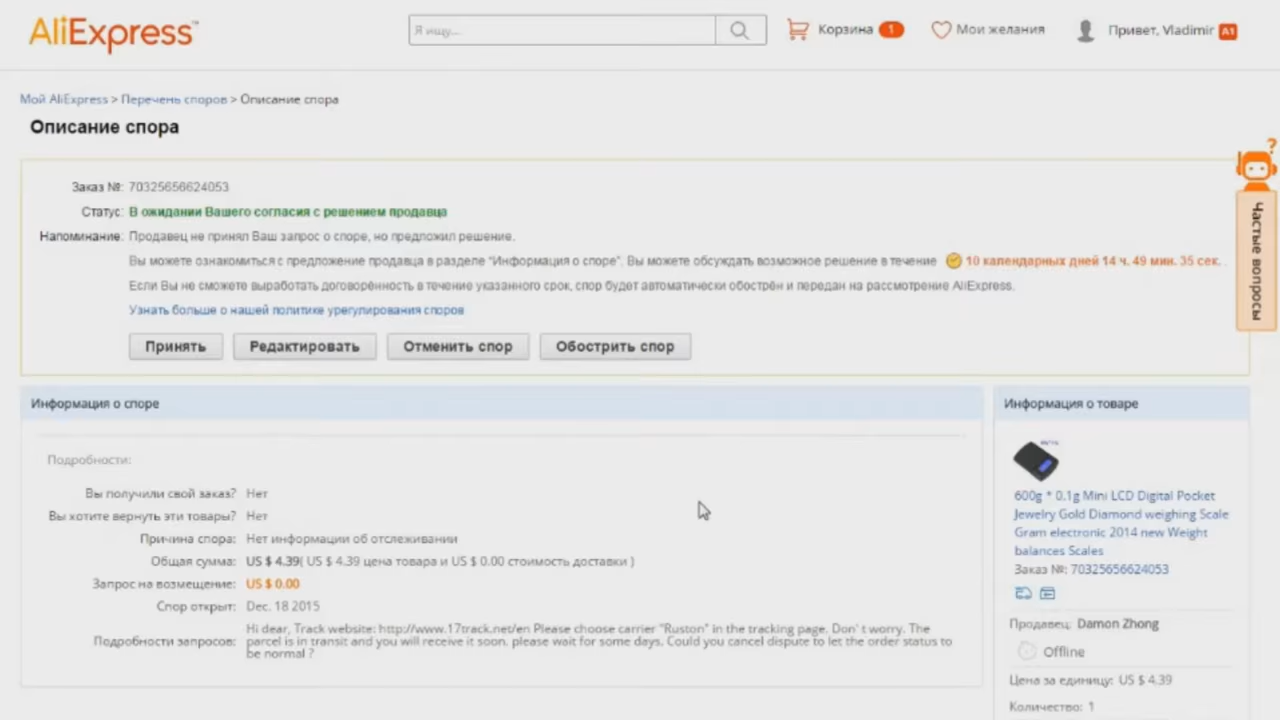 AliExpress™
Я ищу...
Корзина 1
Мои желания
Привет, Vladimir A1
Мой AliExpress > Перечень споров > Описание спора
Описание спора
?
Частые вопросы
Заказ №: 70325656624053
Статус: В ожидании Вашего согласия с решением продавца
Напоминание: Продавец не принял Ваш запрос о споре, но предложил решение.
Вы можете ознакомиться с предложение продавца в разделе "Информация о споре". Вы можете обсуждать возможное решение в течение 10 календарных дней 14 ч. 49 мин. 35 сек. .
Если Вы не сможете выработать договорённость в течение указанного срок, спор будет автоматически обострён и передан на рассмотрение AliExpress.
Узнать больше о нашей политике урегулирования споров
Принять Редактировать Отменить спор Обострить спор
Информация о споре
Подробности:
Вы получили свой заказ? Нет
Вы хотите вернуть эти товары? Нет
Причина спора: Нет информации об отслеживании
Общая сумма: US $ 4.39( US $ 4.39 цена товара и US $ 0.00 стоимость доставки )
Запрос на возмещение: US $ 0.00
Спор открыт: Dec. 18 2015
Подробности запросов: Hi dear, Track website: http://www.17track.net/en Please choose carrier "Ruston" in the tracking page. Don' t worry. The
parcel is in transit and you will receive it soon. please wait for some days. Could you cancel dispute to let the order status to
be normal ?
Информация о товаре
600g * 0.1g Mini LCD Digital Pocket
Jewelry Gold Diamond weighing Scale
Gram electronic 2014 new Weight
balances Scales
Заказ №: 70325656624053
Продавец: Damon Zhong
Offline
Цена за единицу: US $ 4.39
Количество: 1